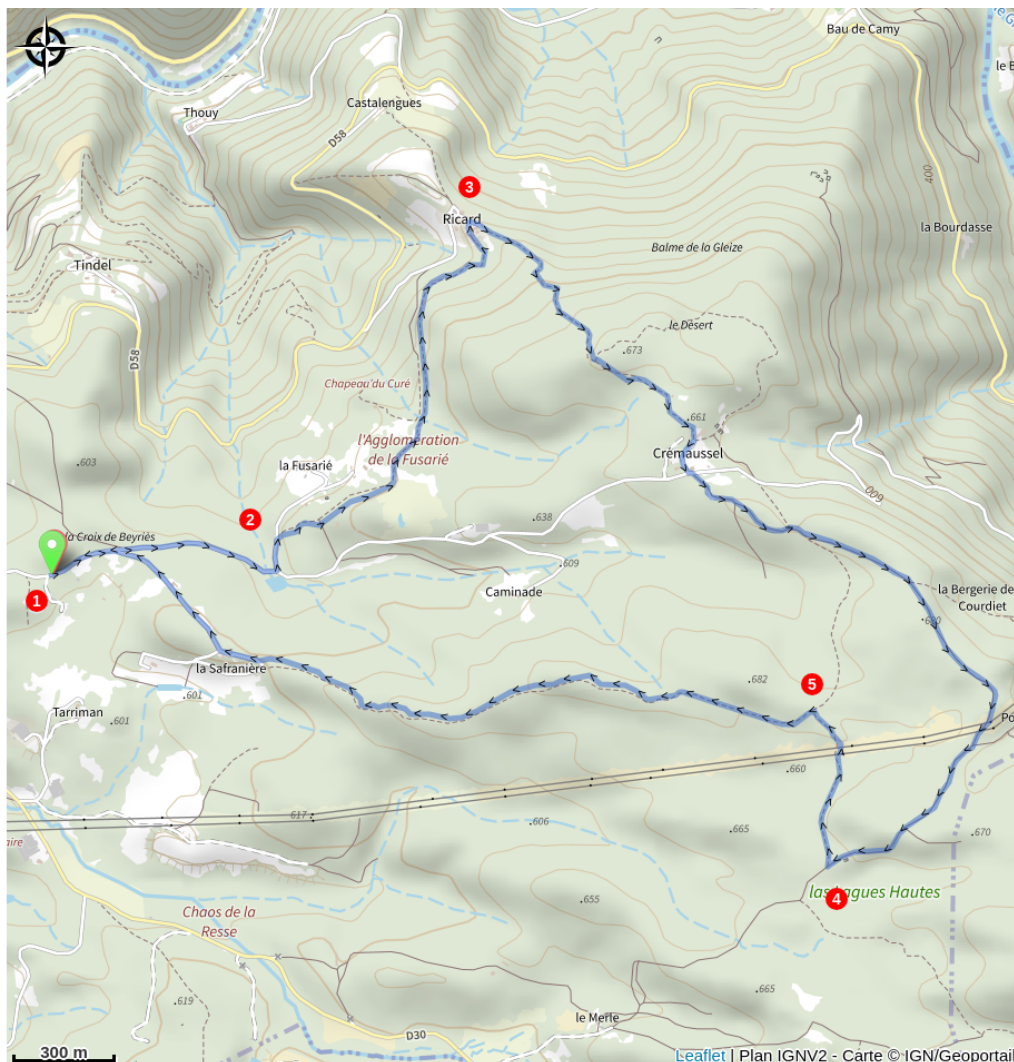 Bau de Camy
le B
Castalengues
Thouy
D58
3
400
Ricard
la Bourdasse
Balme de la Gleize
Tindel
le Désert
D58
.673
Chapeau du Curé
.661
l'Agglomération
de la Fusarié
Crémaussel
.603
la Fusarié
600
2
.638
la Croix de Beyriès
.609
1
Caminade
la Bergerie de
Courdiet
la Safranière
.682
5
.601
Tarriman
.601
Po
.660
617
.606
.665
.670
aire
las Lagues Hautes
4
.655
Chaos de la
Resse
.619
.665
le Merle
D30
300 m
Leaflet | Plan IGNV2 - Carte © IGN/Geoportail